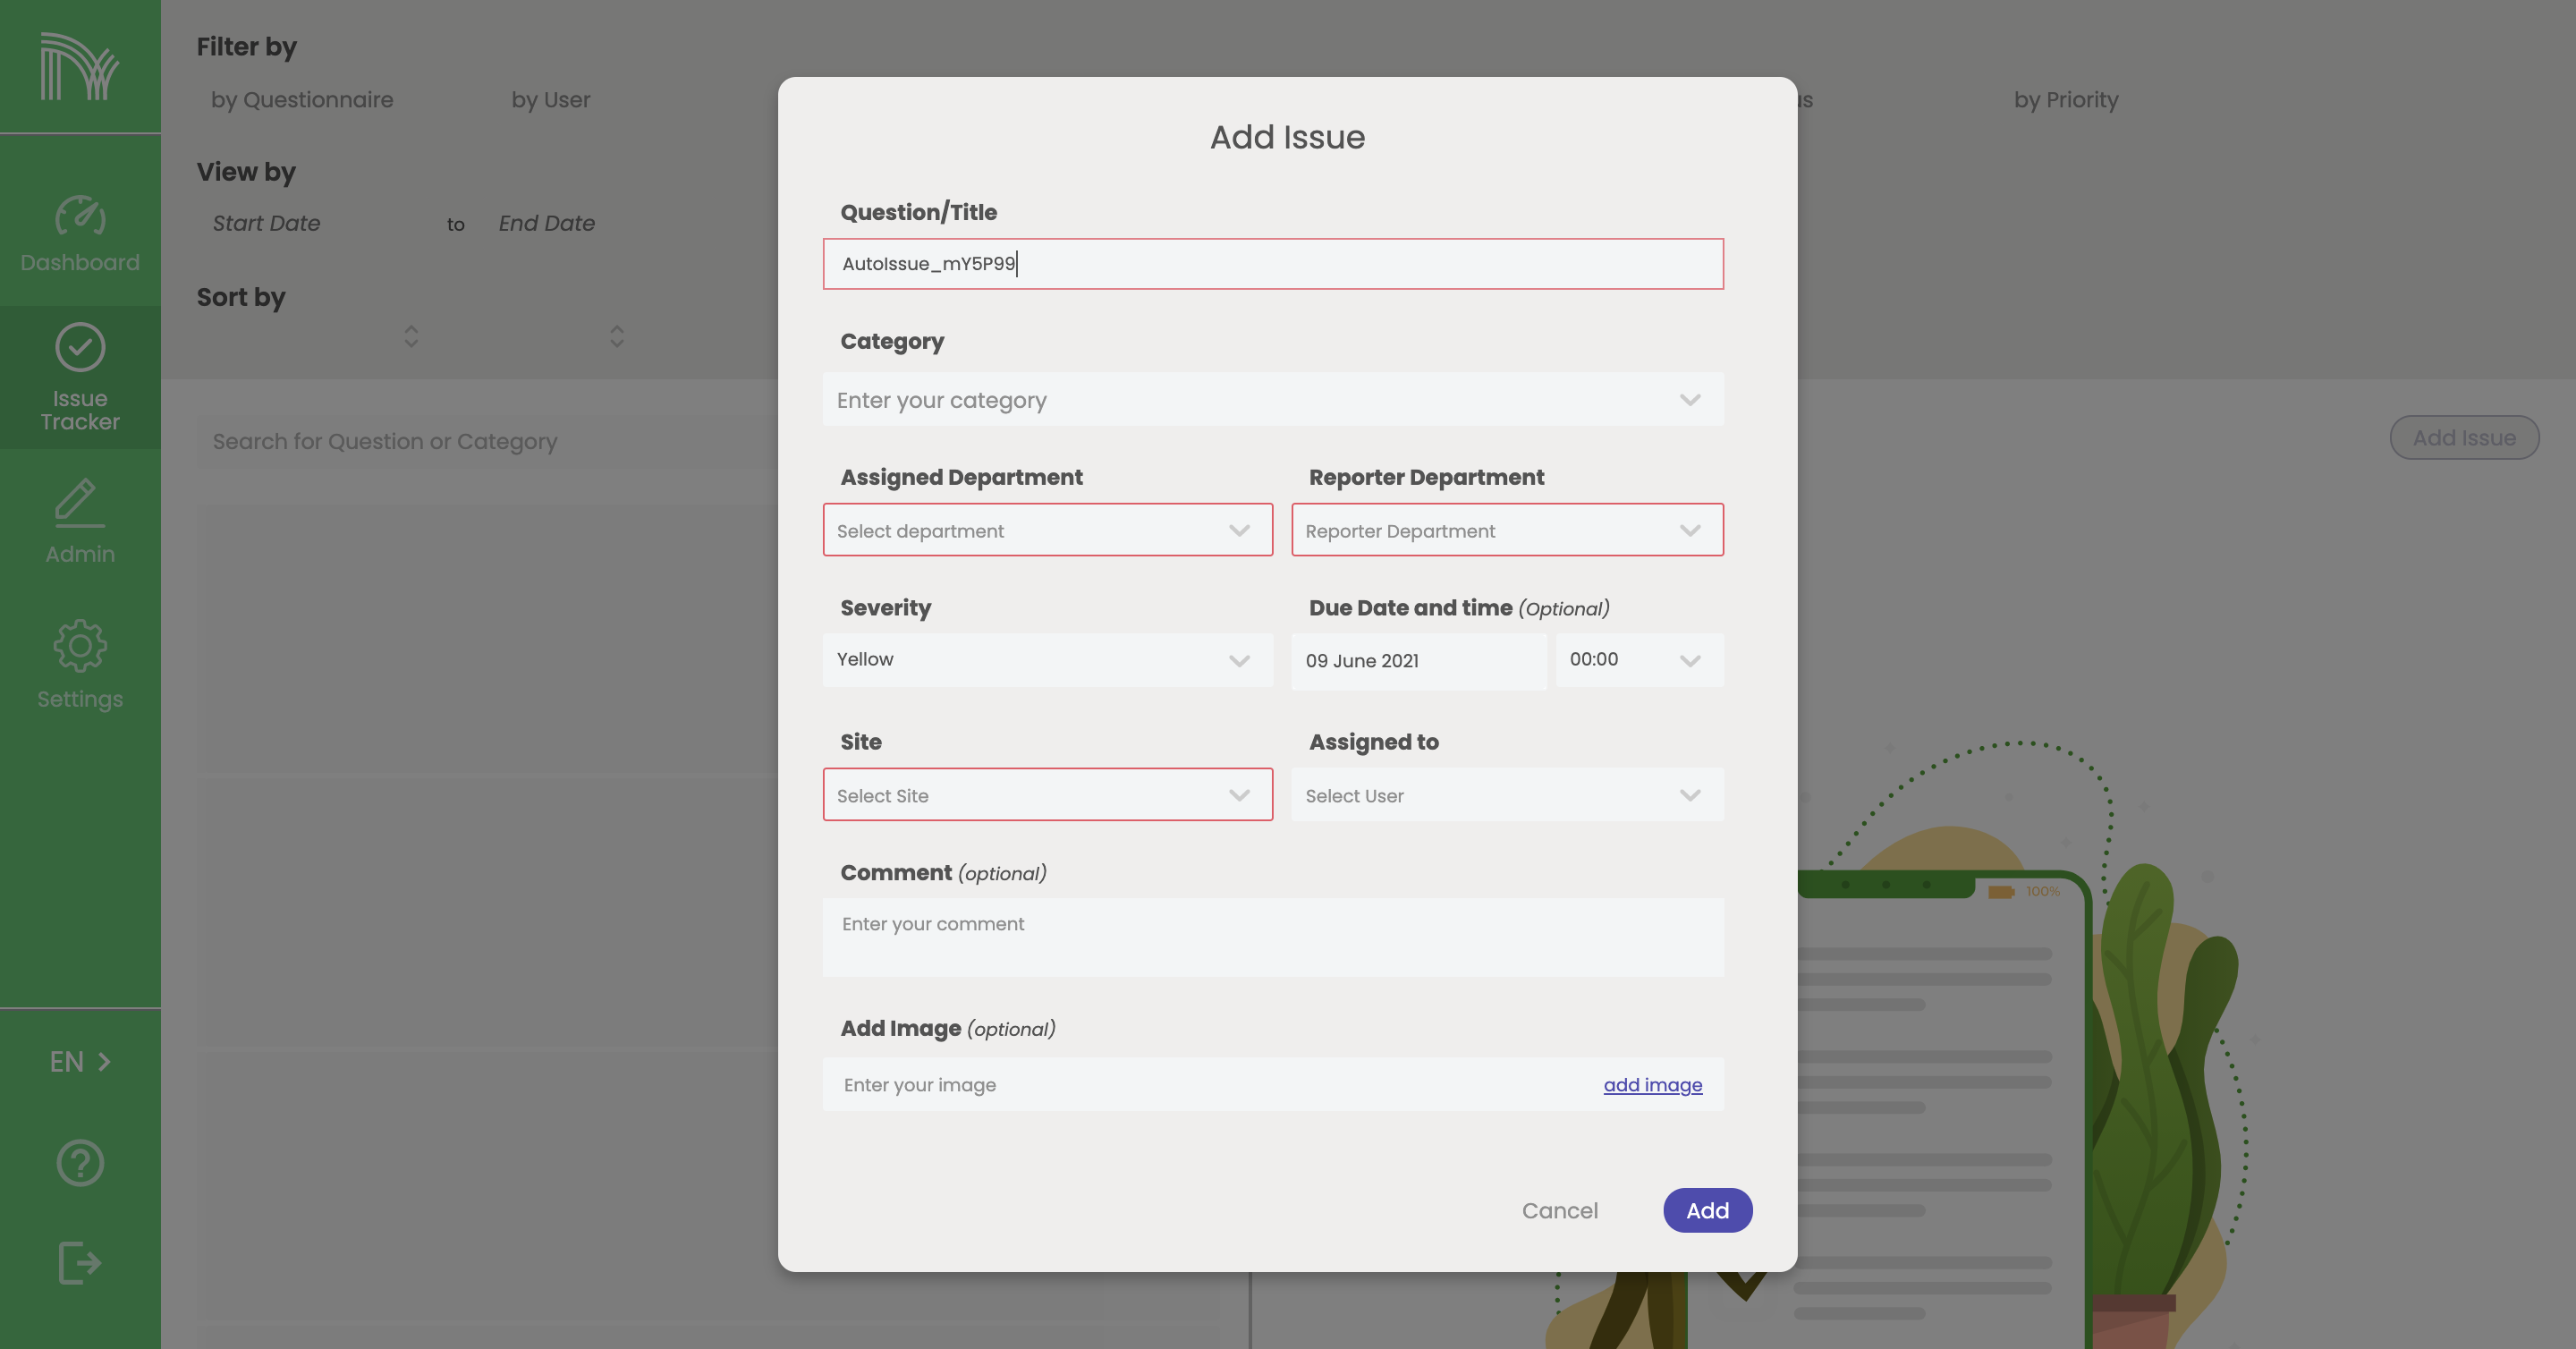 Filter by
by Questionnaire
by User
by Priority
View by
Start Date
to
End Date
Sort by
Dashboard
Issue
Tracker
Admin
Settings
EN
Search for Question or Category
Add Issue
100%
Add Issue
Question/Title
AutoIssue_mY5P99
Category
Enter your category
Assigned Department
Reporter Department
Select department
Reporter Department
Severity
Due Date and time (Optional)
Yellow
09 June 2021
00:00
Site
Assigned to
Select Site
Select User
Comment (optional)
Enter your comment
Add Image (optional)
Enter your image
add image
Cancel
Add